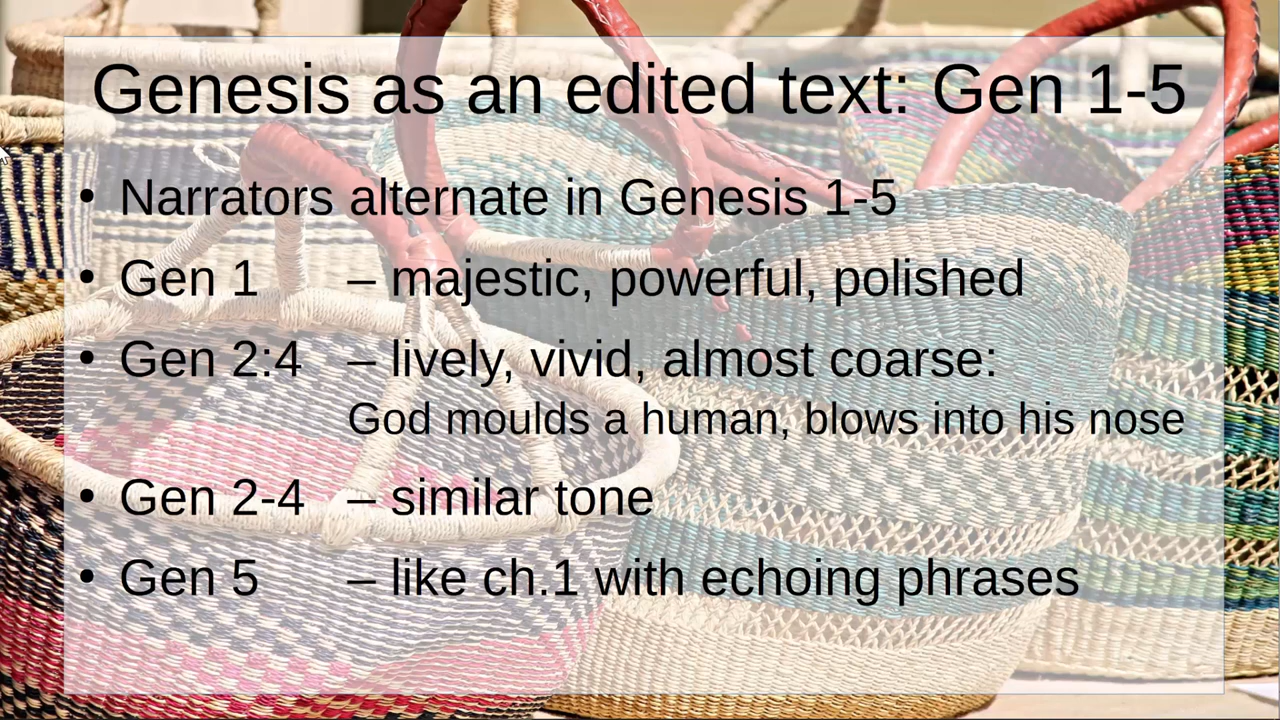 Genesis as an edited text: Gen 1-5
• Narrators alternate in Genesis 1-5
• Gen 1 – majestic, powerful, polished
• Gen 2:4 – lively, vivid, almost coarse:
God moulds a human, blows into his nose
• Gen 2-4 – similar tone
• Gen 5 – like ch.1 with echoing phrases